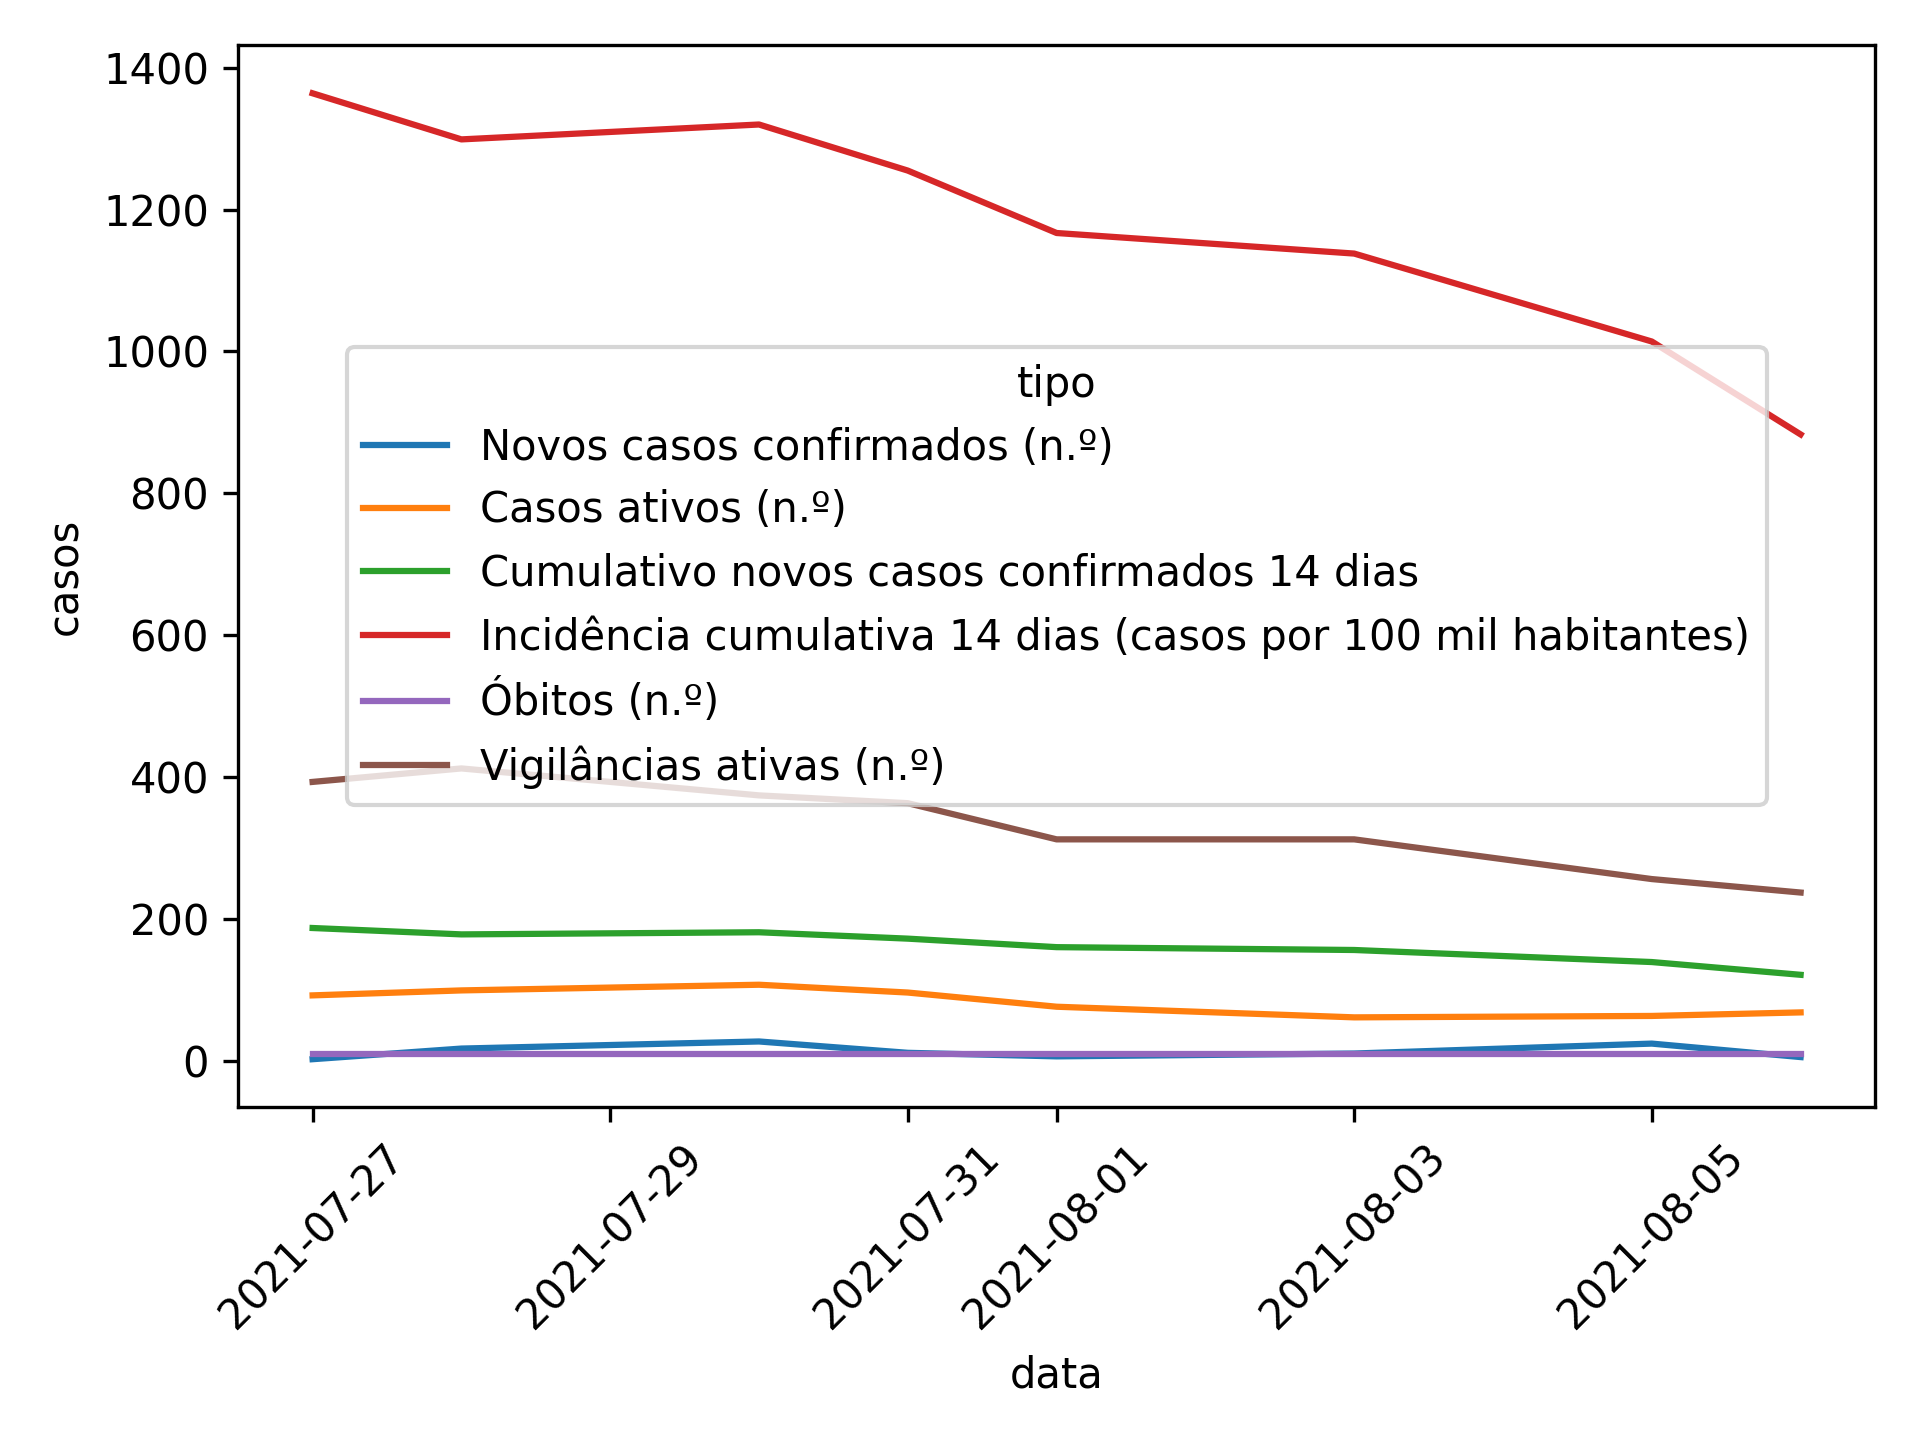 1400
1200
1000
800
600
400
200
0
casos
tipo
Novos casos confirmados (n.º)
Casos ativos (n.º)
Cumulativo novos casos confirmados 14 dias
Incidência cumulativa 14 dias (casos por 100 mil habitantes)
Óbitos (n.º)
Vigilâncias ativas (n.º)
2021-07-27
2021-07-29
2021-07-31
2021-08-01
2021-08-03
2021-08-05
data